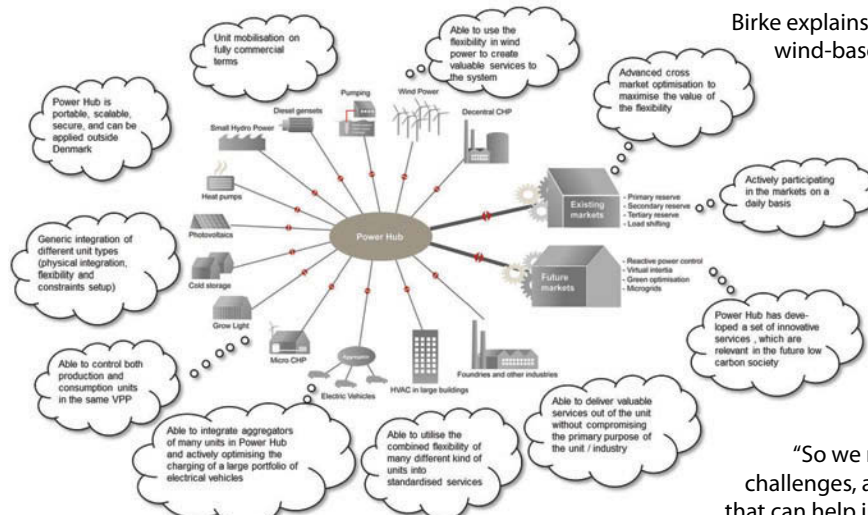 Birke explains
wind-base
Unit mobilisation on
fully commercial
terms
Able to use the
flexibility in wind
power to create
valuable services to
the system
Advanced cross
market optimisation to
maximise the value of
the flexibility
Power Hub is
portable, scalable,
secure, and can be
applied outside
Denmark
Pumping
Wind Power
Diesel gensets
Decentral CHP
Small Hydro Power
Heat pumps
Actively participating
in the markets on a
daily basis
Existing
markets
- Primary reserve
- Secondary reserve
- Tertiary reserve
- Load shifting
Photovoltaics
Power Hub
Generic integration of
different unit types
(physical integration,
flexibility and
constraints setup)
Cold storage
Future
markets
- Reactive power control
- Virtual intertia
- Green optimisation
- Microgrids
Grow Light
Power Hub has deve-
loped a set of innovative
services , which are
relevant in the future low
carbon society
Micro CHP
Aggregator
Electric Vehicles
HVAC in large buildings
Foundries and other industries
Able to control both
production and
consumption units
in the same VPP
Able to integrate aggregators
of many units in Power Hub
and actively optimising the
charging of a large portfolio of
electrical vehicles
Able to utilise the
combined flexibility of
many different kind of
units into
standardised services
Able to deliver valuable
services out of the unit
without compromising
the primary purpose of
the unit / industry
"So we
challenges, a
that can help i